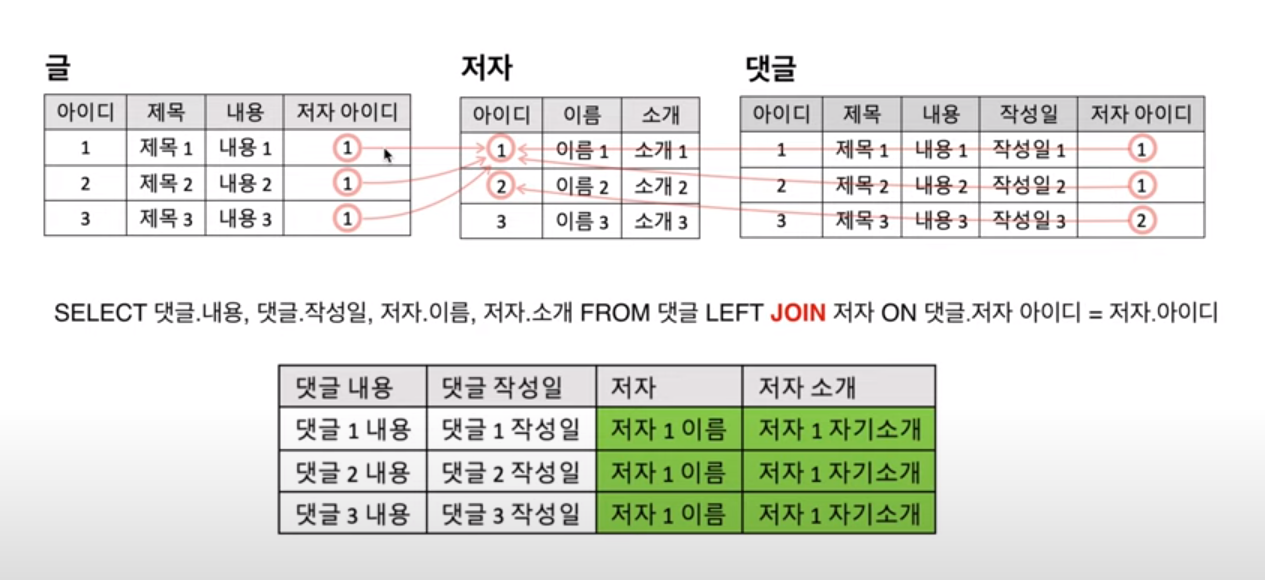 글
아이디 제목 내용 저자 아이디
1 제목 1 내용 1 1
2 제목 2 내용 2 1
3 제목 3 내용 3 1
저자
아이디 이름 소개
1 이름 1 소개 1
2 이름 2 소개 2
3 이름 3 소개 3
댓글
아이디 제목 내용 작성일 저자 아이디
1 제목 1 내용 1 작성일 1 1
2 제목 2 내용 2 작성일 2 1
3 제목 3 내용 3 작성일 3 2
SELECT 댓글.내용, 댓글.작성일, 저자.이름, 저자.소개 FROM 댓글 LEFT JOIN 저자 ON 댓글.저자 아이디 = 저자.아이디
댓글 내용 댓글 작성일 저자 저자 소개
댓글 1 내용 댓글 1 작성일 저자 1 이름 저자 1 자기소개
댓글 2 내용 댓글 2 작성일 저자 1 이름 저자 1 자기소개
댓글 3 내용 댓글 3 작성일 저자 1 이름 저자 1 자기소개